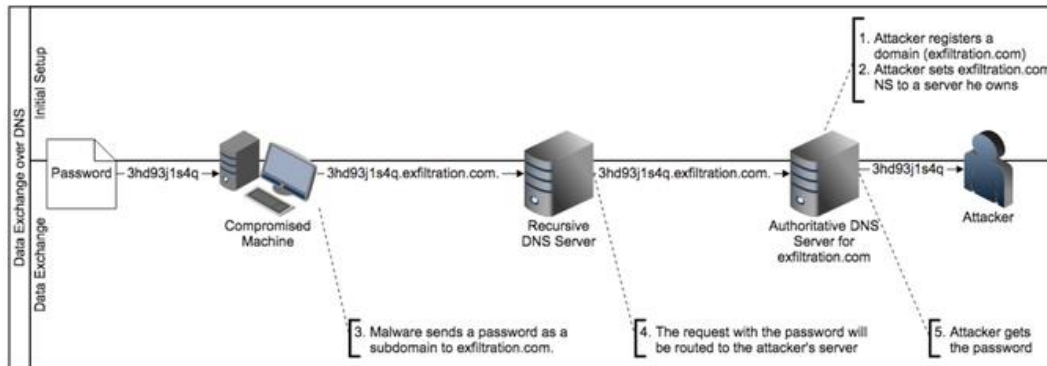 Data Exchange over DNS
Initial Setup
Data Exchange
1. Attacker registers a
domain (exfiltration.com)
2. Attacker sets exfiltration.com
NS to a server he owns
Password
3hd93j1s4q
3hd93j1s4q.exfiltration.com.
3hd93j1s4q.exfiltration.com.
3hd93j1s4q
Compromised
Machine
Recursive
DNS Server
Authoritative DNS
Server for
exfiltration.com
Attacker
3. Malware sends a password as a
subdomain to exfiltration.com.
4. The request with the password will
be routed to the attacker's server
5. Attacker gets
the password